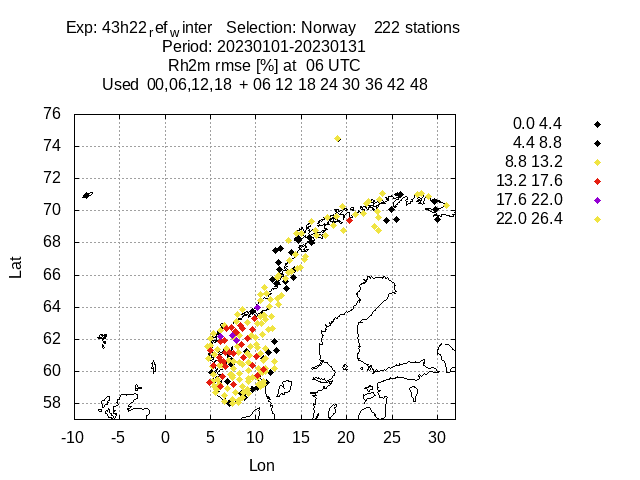 Exp: 43h22ref winter   Selection: Norway    222 stations
Period: 20230101-20230131
Rh2m rmse [%] at  06 UTC
Used  00,06,12,18  + 06 12 18 24 30 36 42 48
0.0 4.4
4.4 8.8
8.8 13.2
13.2 17.6
17.6 22.0
22.0 26.4
76
74
72
70
68
66
64
62
60
58
Lat
-10 -5 0 5 10 15 20 25 30
Lon